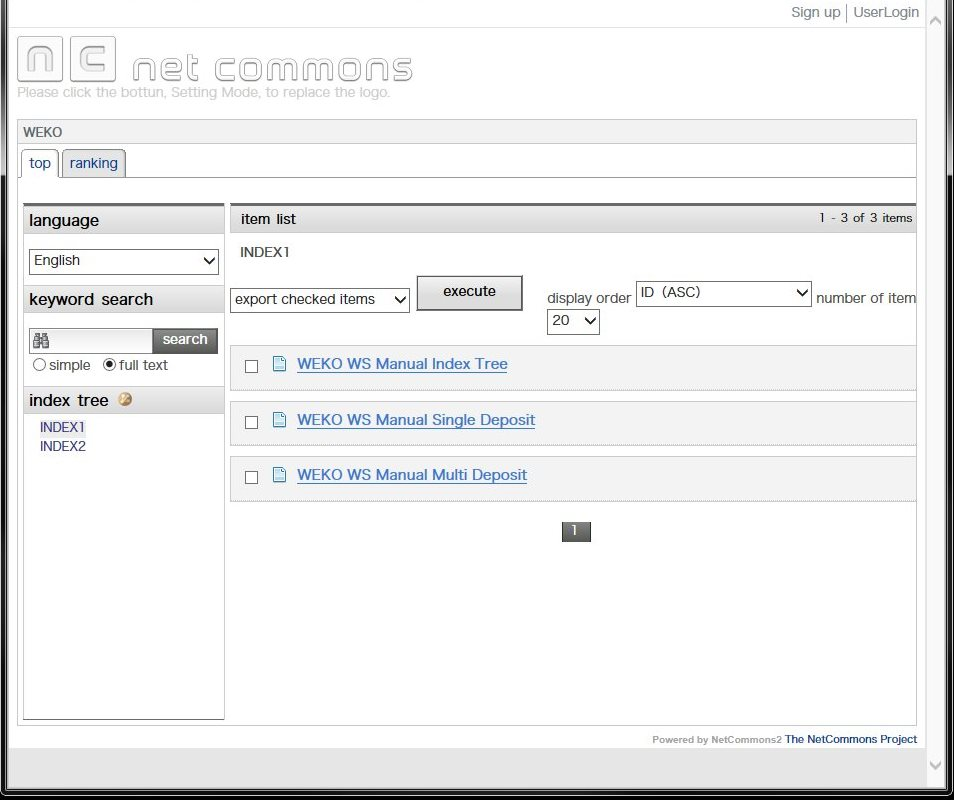 Sign up | UserLogin
n c net commons
Please click the bottun, Setting Mode, to replace the logo.
WEKO
top ranking
language
English
keyword search
search
simple full text
index tree
INDEX1
INDEX2
item list 1 - 3 of 3 items
INDEX1
export checked items execute display order ID (ASC) number of item
20
WEKO WS Manual Index Tree
WEKO WS Manual Single Deposit
WEKO WS Manual Multi Deposit
1
Powered by NetCommons2 The NetCommons Project